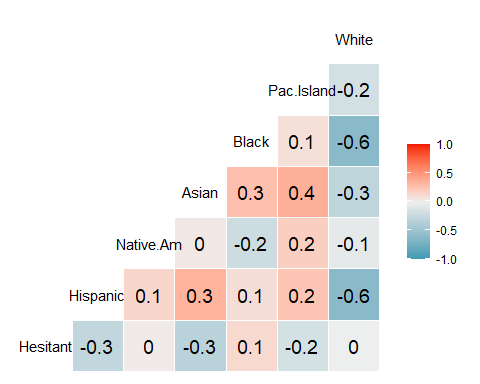 White
Pac.Island -0.2
Black 0.1 -0.6
Asian 0.3 0.4 -0.3
Native.Am 0 -0.2 0.2 -0.1
Hispanic 0.1 0.3 0.1 0.2 -0.6
Hesitant -0.3 0 -0.3 0.1 -0.2 0
1.0
0.5
0.0
-0.5
-1.0